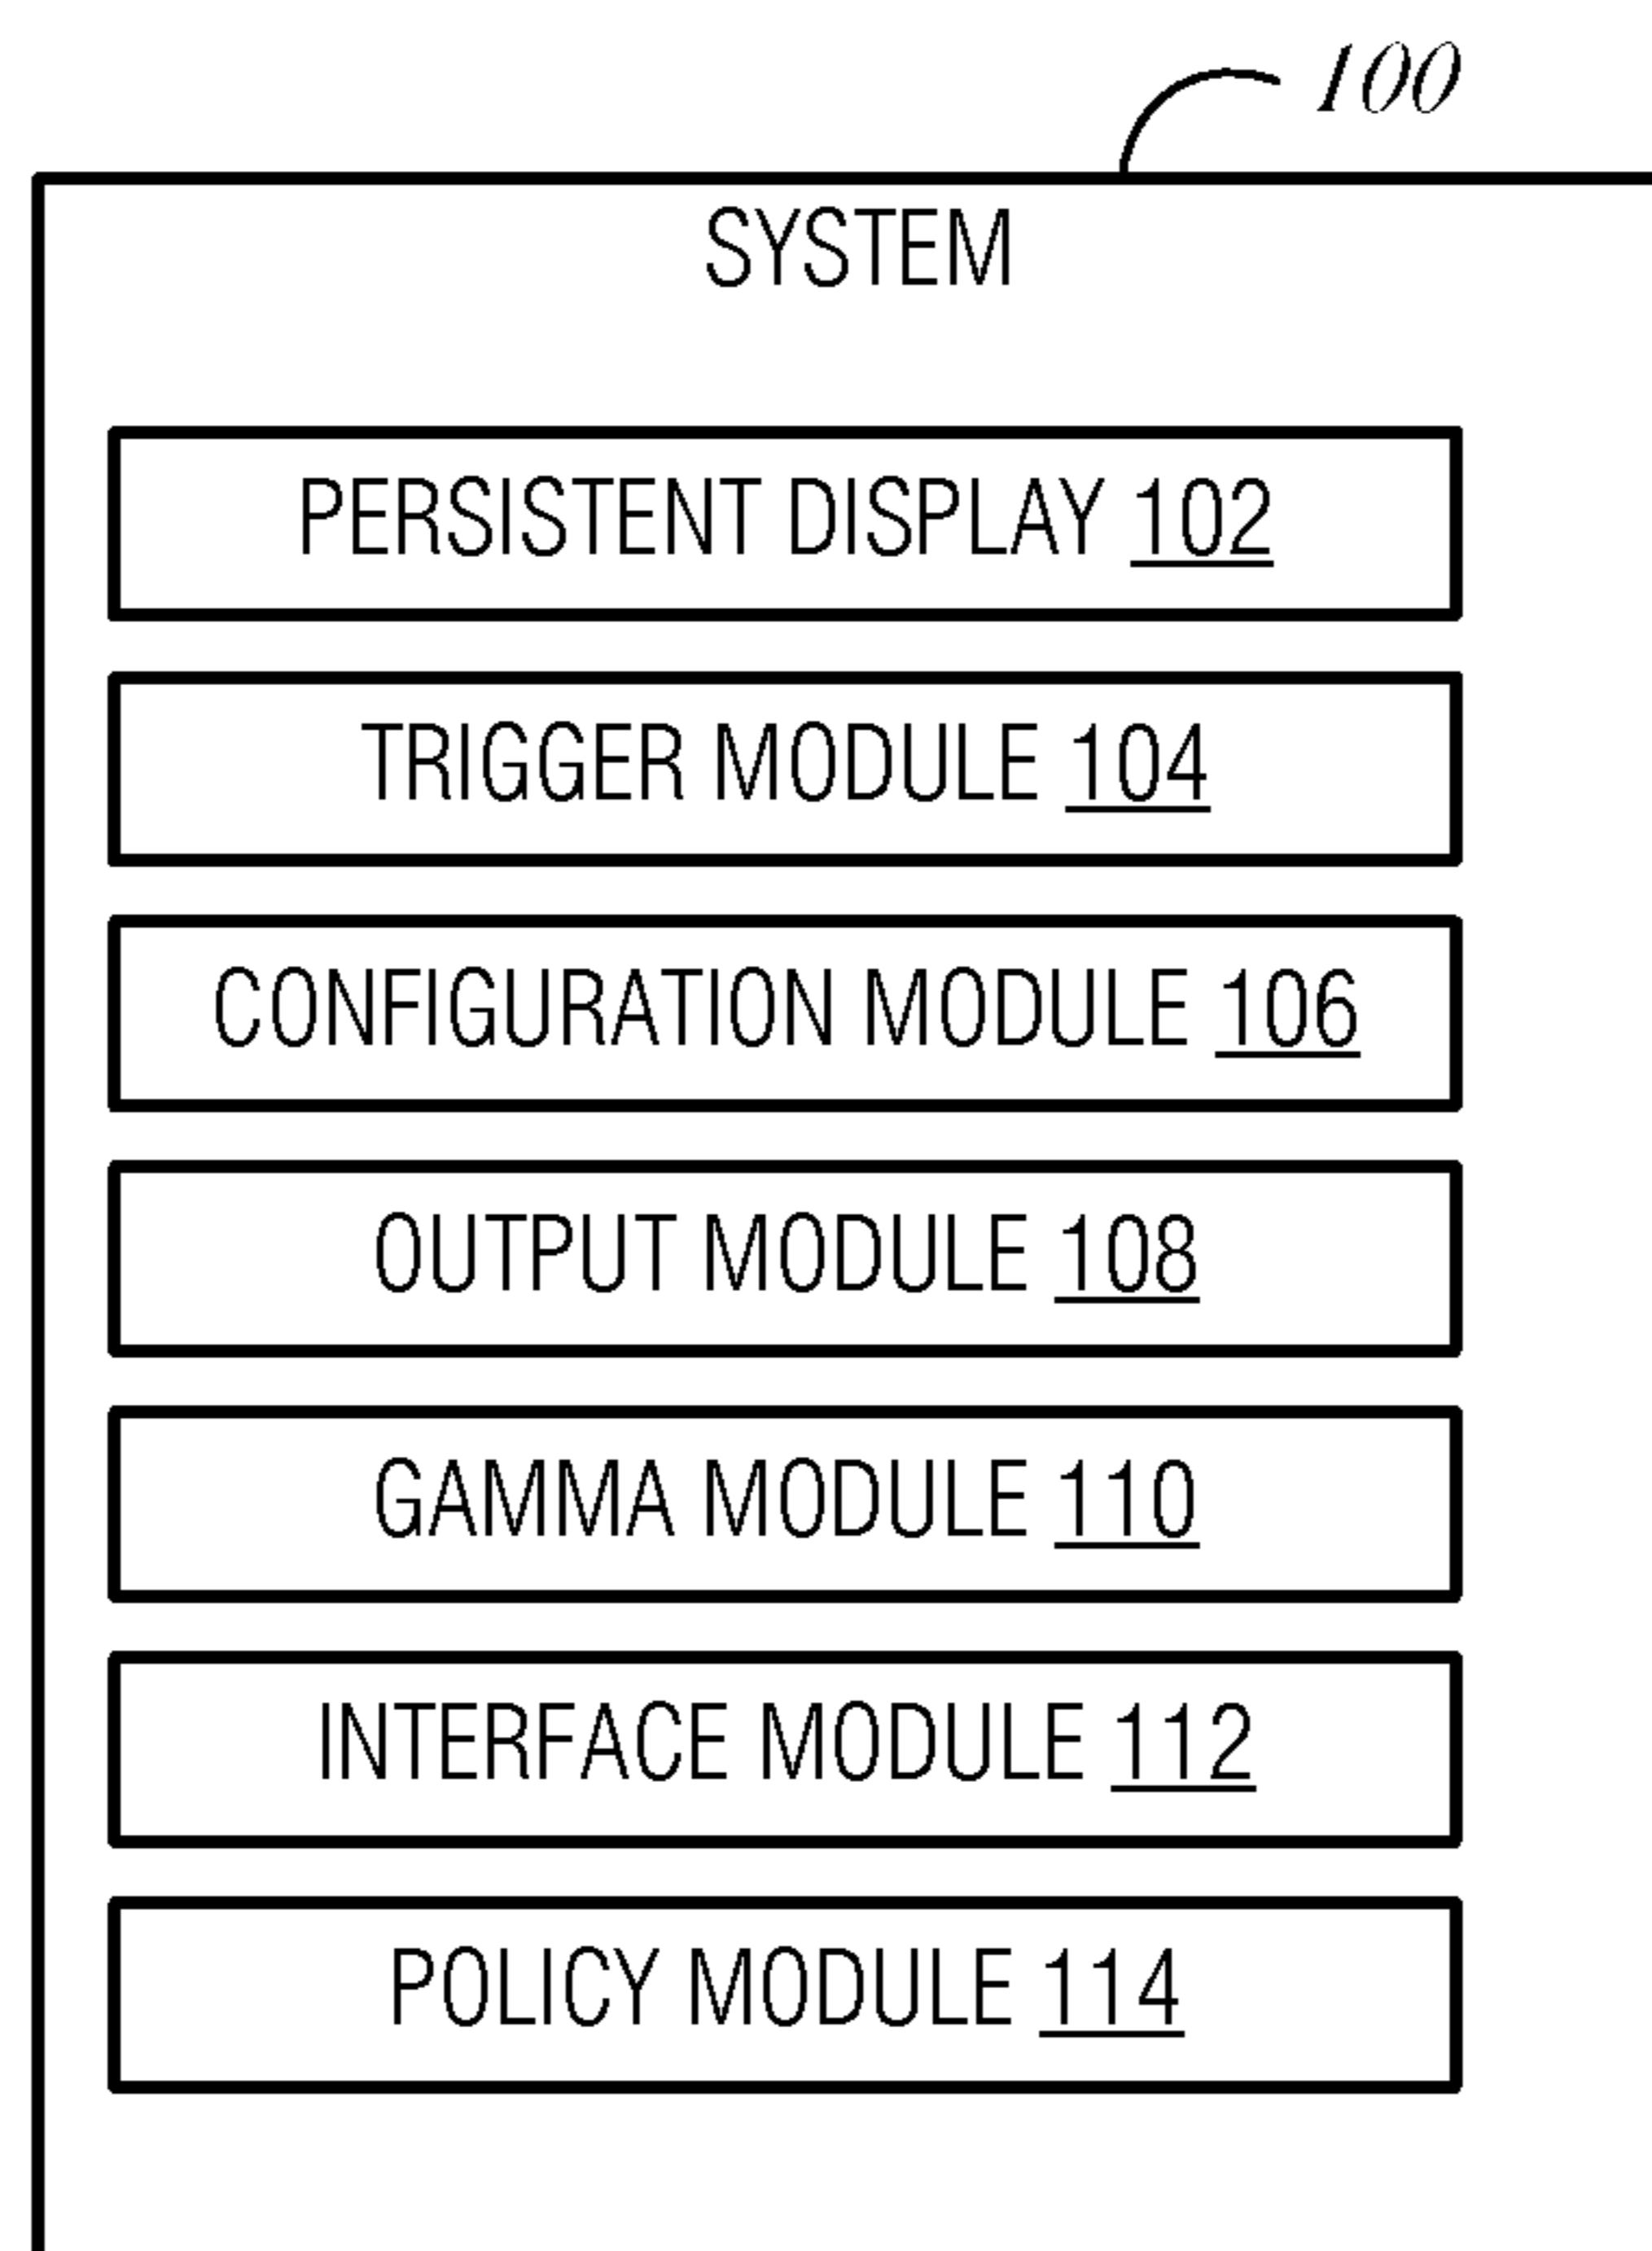 100
SYSTEM
PERSISTENT DISPLAY 102
TRIGGER MODULE 104
CONFIGURATION MODULE 106
OUTPUT MODULE 108
GAMMA MODULE 110
INTERFACE MODULE 112
POLICY MODULE 114